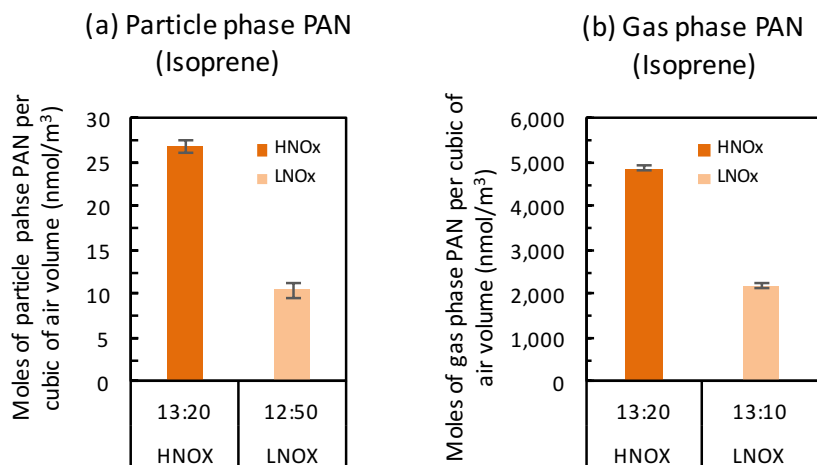 (a) Particle phase PAN
(Isoprene)
Moles of particle pahse PAN per
cubic of air volume (nmol/m³)
30
25
20
15
10
5
0
HNOx
LNOx
13:20 12:50
HNOX LNOX
(b) Gas phase PAN
(Isoprene)
Moles of gas phase PAN per cubic of
air volume (nmol/m³)
6,000
5,000
4,000
3,000
2,000
1,000
0
HNOx
LNOx
13:20 13:10
HNOX LNOX